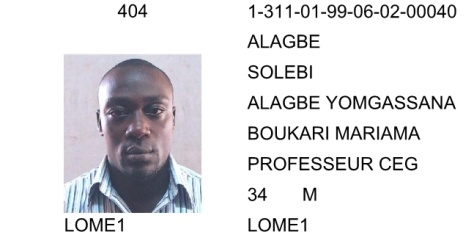 404 1-311-01-99-06-02-00040
ALAGBE
SOLEBI
ALAGBE YOMGASSANA
BOUKARI MARIAMA
PROFESSEUR CEG
34 M
LOME1 LOME1